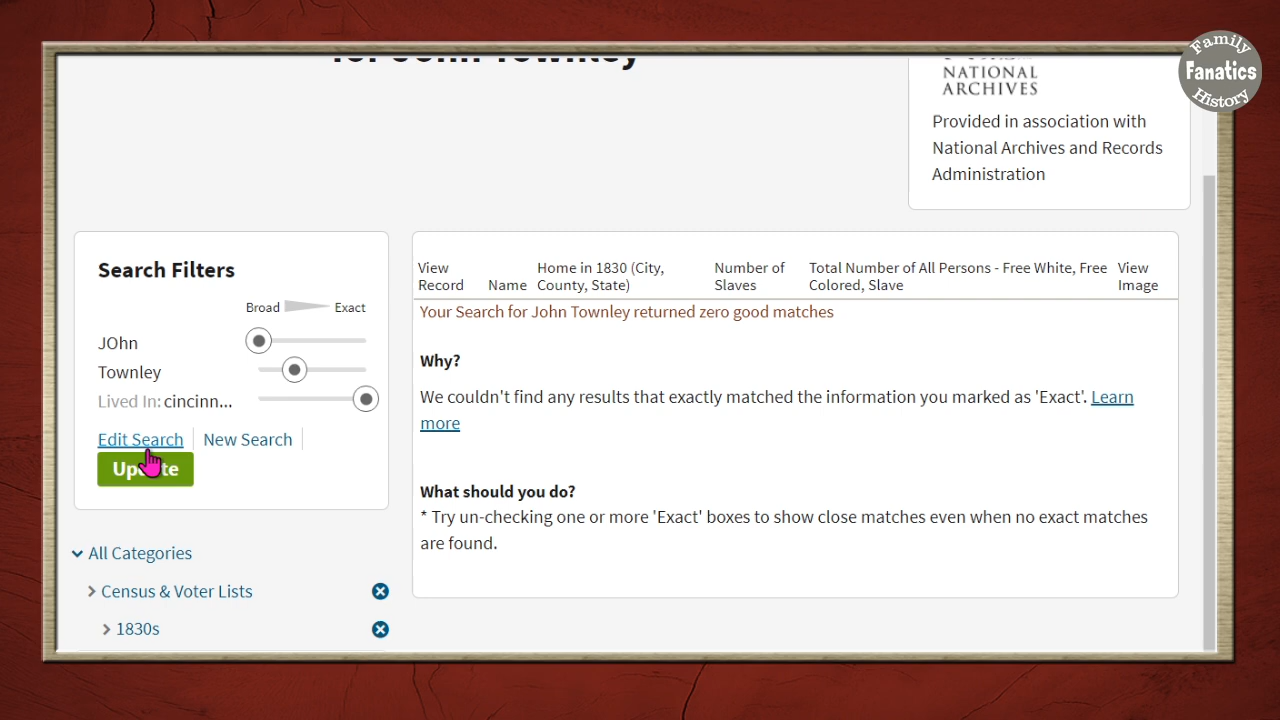 for John Townley
NATIONAL
ARCHIVES
Provided in association with
National Archives and Records
Administration
Family
Fanatics
History
Search Filters
Broad Exact
JOhn
Townley
Lived In: cincinn...
Edit Search New Search
Update
All Categories
Census & Voter Lists
1830s
View Record Name Home in 1830 (City, County, State) Number of Slaves Total Number of All Persons - Free White, Free Colored, Slave View Image
Your Search for John Townley returned zero good matches
Why?
We couldn't find any results that exactly matched the information you marked as 'Exact'. Learn
more
What should you do?
* Try un-checking one or more 'Exact' boxes to show close matches even when no exact matches
are found.